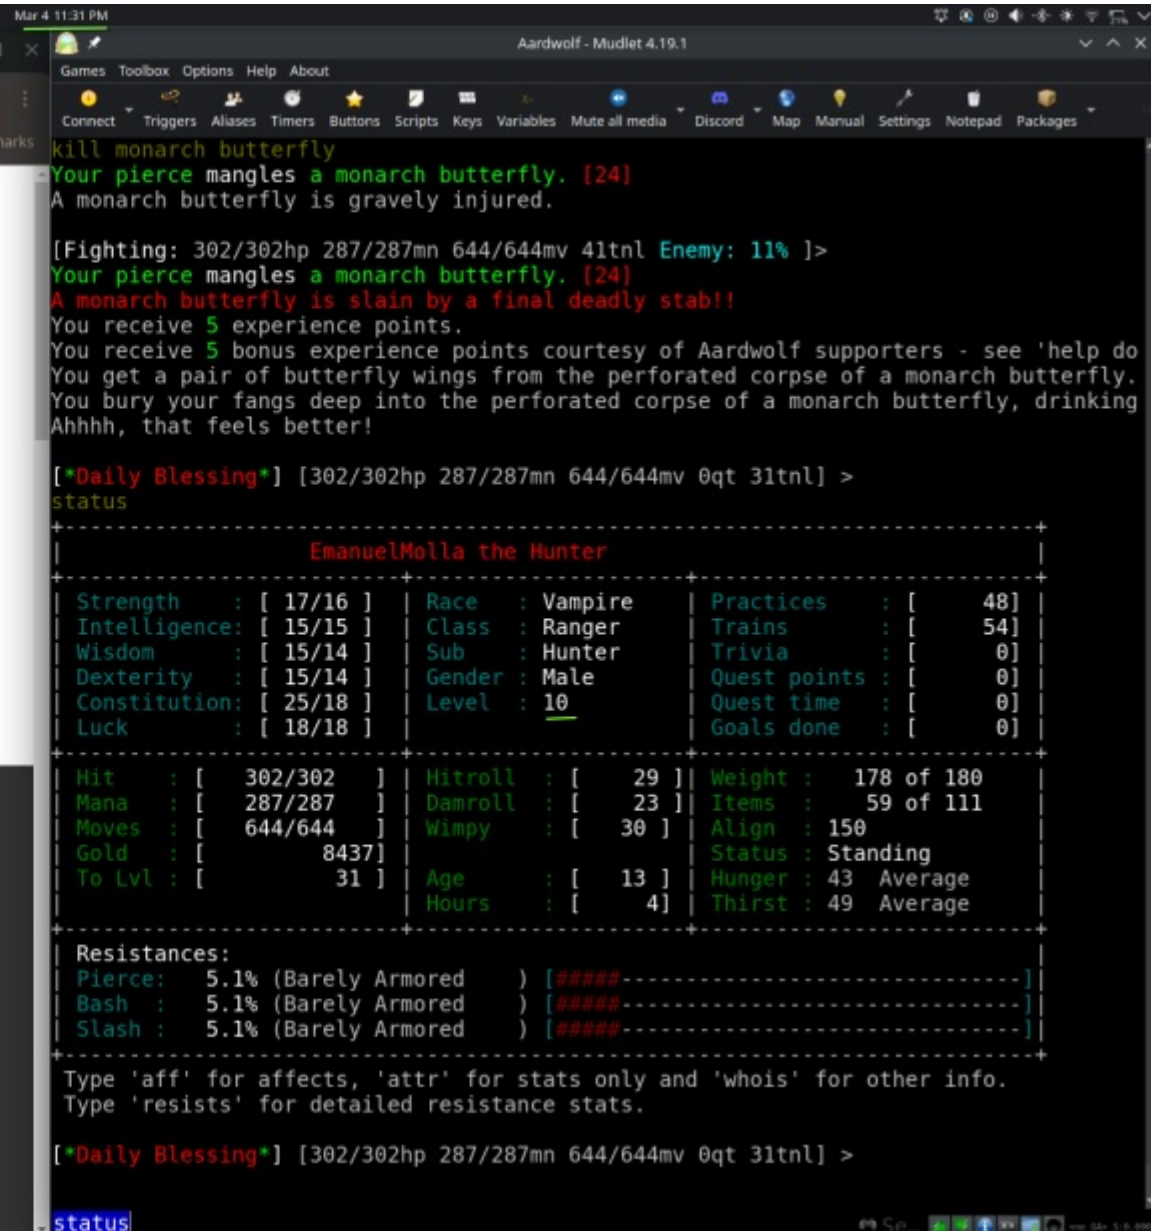 Mar 4 11:31 PM
Aardwolf - Mudlet 4.19.1
Games Toolbox Options Help About
Connect Triggers Aliases Timers Buttons Scripts Keys Variables Mute all media Discord Map Manual Settings Notepad Packages
arks
kill monarch butterfly
Your pierce mangles a monarch butterfly. [24]
A monarch butterfly is gravely injured.
[Fighting: 302/302hp 287/287mn 644/644mv 41tnl Enemy: 11% ]>
Your pierce mangles a monarch butterfly. [24]
A monarch butterfly is slain by a final deadly stab!!
You receive 5 experience points.
You receive 5 bonus experience points courtesy of Aardwolf supporters - see 'help do
You get a pair of butterfly wings from the perforated corpse of a monarch butterfly.
You bury your fangs deep into the perforated corpse of a monarch butterfly, drinking
Ahhhh, that feels better!
[*Daily Blessing*] [302/302hp 287/287mn 644/644mv 0qt 31tnl] >
status
EmanuelMolla the Hunter
Strength : [ 17/16 ] | Race : Vampire | Practices : [ 48] |
Intelligence: [ 15/15 ] | Class : Ranger | Trains : [ 54] |
Wisdom : [ 15/14 ] | Sub : Hunter | Trivia : [ 0] |
Dexterity : [ 15/14 ] | Gender : Male | Quest points : [ 0] |
Constitution: [ 25/18 ] | Level : 10 | Quest time : [ 0] |
Luck : [ 18/18 ] | | Goals done : [ 0] |
Hit : [ 302/302 ] | Hitroll : [ 29 ]| Weight : 178 of 180 |
Mana : [ 287/287 ] | Damroll : [ 23 ]| Items : 59 of 111 |
Moves : [ 644/644 ] | Wimpy : [ 30 ] | Align : 150 |
Gold : [ 8437] | | Status : Standing |
To Lvl : [ 31 ] | Age : [ 13 ] | Hunger : 43 Average |
| Hours : [ 4] | Thirst : 49 Average |
Resistances:
Pierce: 5.1% (Barely Armored ) [#####------------------------------]
Bash : 5.1% (Barely Armored ) [#####------------------------------]
Slash : 5.1% (Barely Armored ) [#####------------------------------]
Type 'aff' for affects, 'attr' for stats only and 'whois' for other info.
Type 'resists' for detailed resistance stats.
[*Daily Blessing*] [302/302hp 287/287mn 644/644mv 0qt 31tnl] >
status